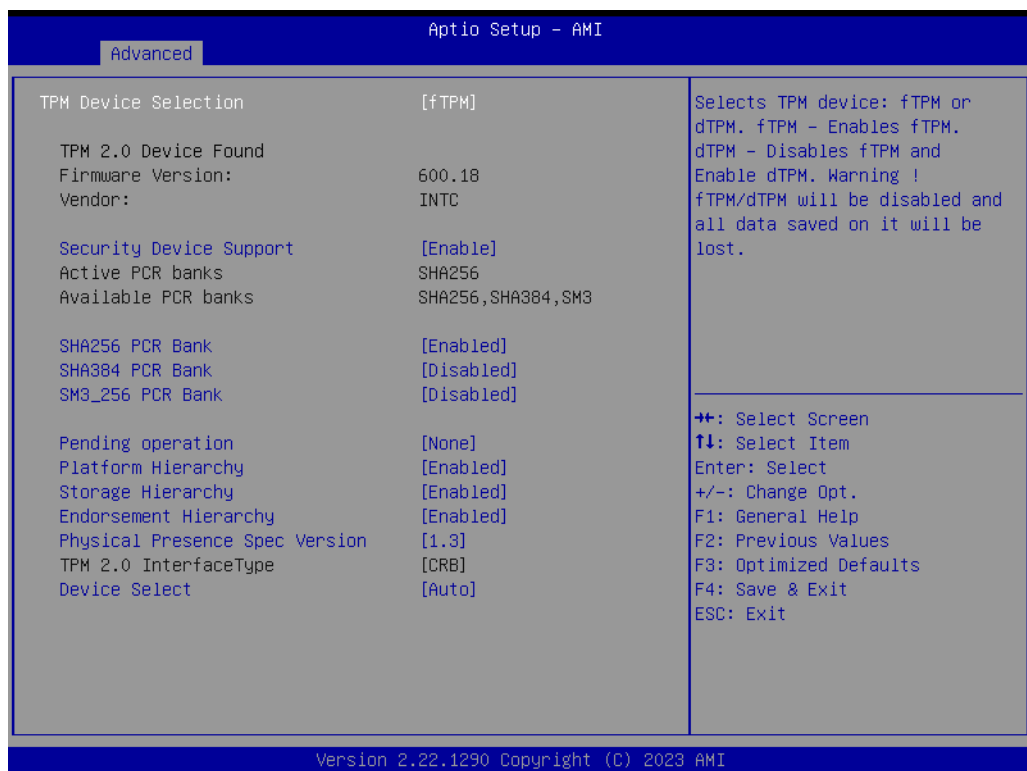 Aptio Setup – AMI
Advanced
TPM Device Selection [fTPM]
TPM 2.0 Device Found
Firmware Version: 600.18
Vendor: INTC
Security Device Support [Enable]
Active PCR banks SHA256
Available PCR banks SHA256,SHA384,SM3
SHA256 PCR Bank [Enabled]
SHA384 PCR Bank [Disabled]
SM3_256 PCR Bank [Disabled]
Pending operation [None]
Platform Hierarchy [Enabled]
Storage Hierarchy [Enabled]
Endorsement Hierarchy [Enabled]
Physical Presence Spec Version [1.3]
TPM 2.0 InterfaceType [CRB]
Device Select [Auto]
Selects TPM device: fTPM or
dTPM. fTPM – Enables fTPM.
dTPM – Disables fTPM and
Enable dTPM. Warning !
fTPM/dTPM will be disabled and
all data saved on it will be
lost.
→←: Select Screen
↑↓: Select Item
Enter: Select
+/-: Change Opt.
F1: General Help
F2: Previous Values
F3: Optimized Defaults
F4: Save & Exit
ESC: Exit
Version 2.22.1290 Copyright (C) 2023 AMI